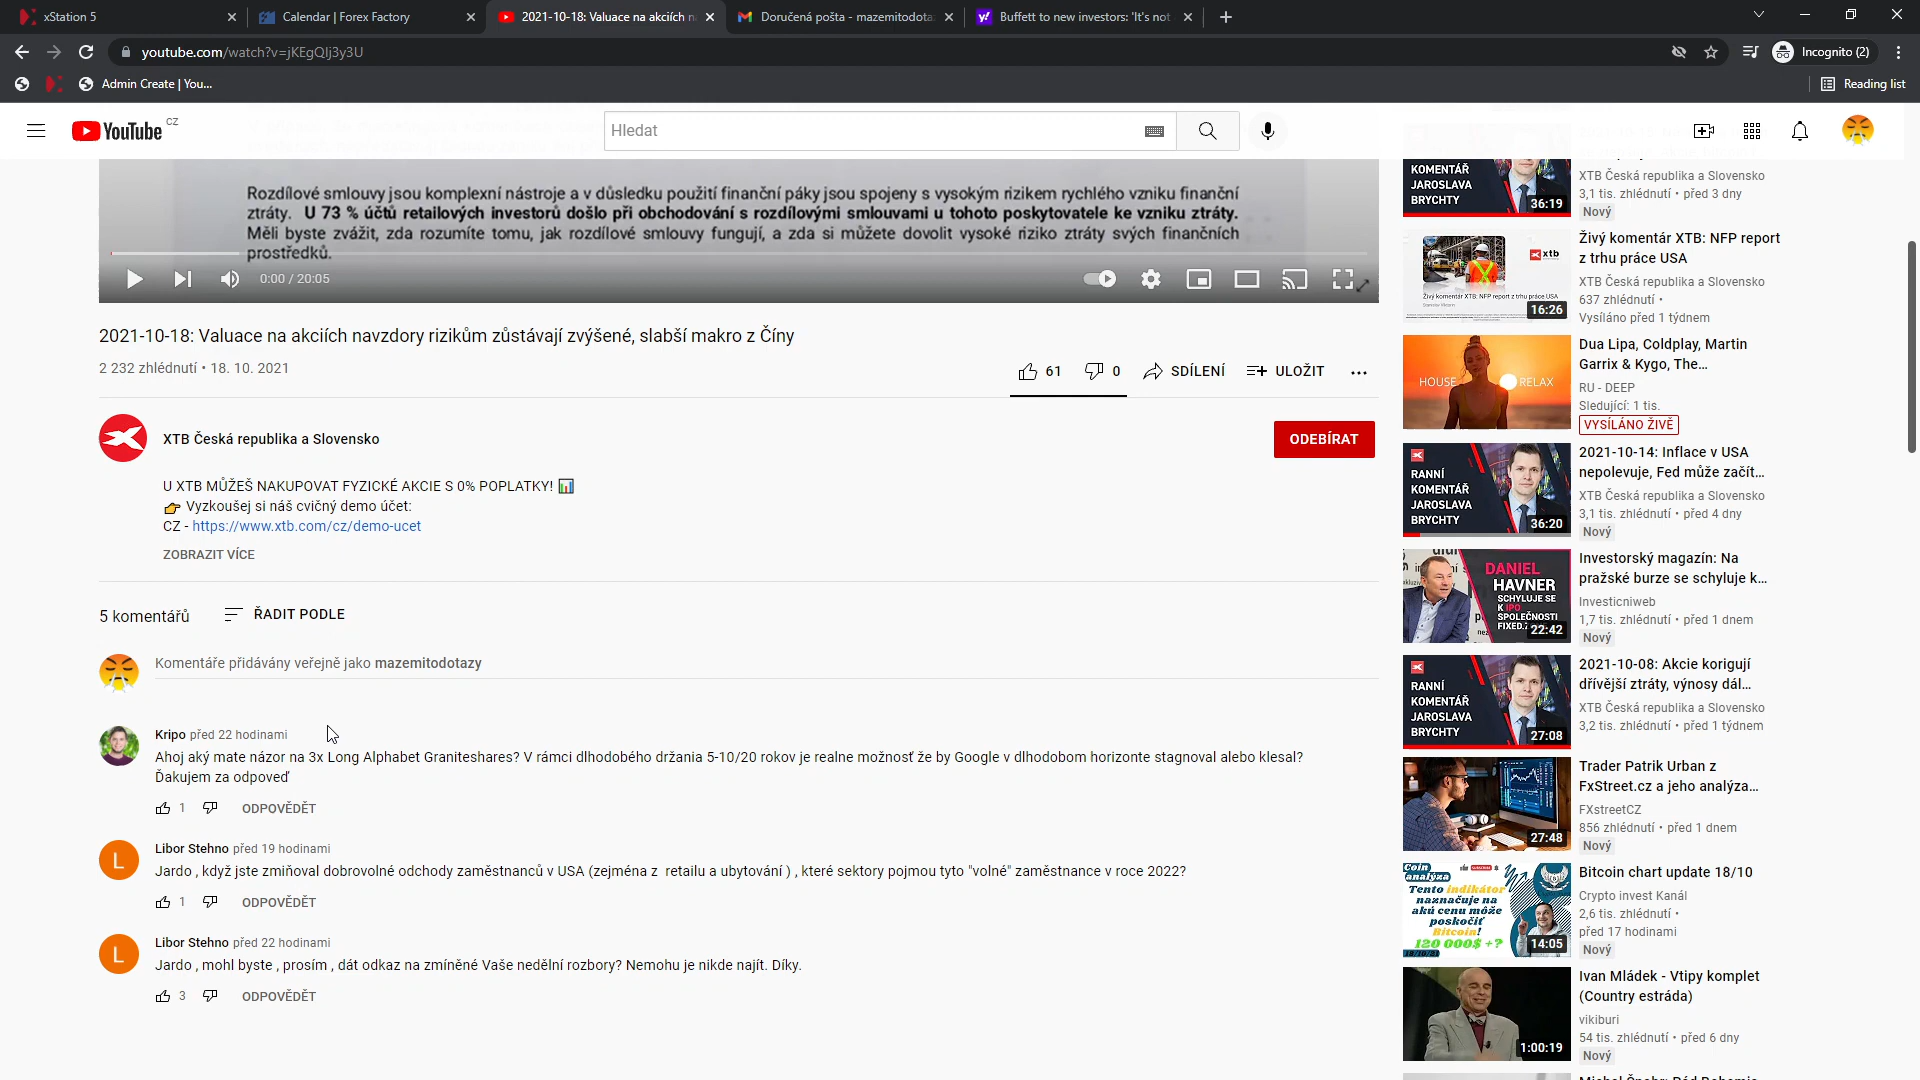 xStation 5
Calendar | Forex Factory
2021-10-18: Valuace na akciích n
Doručená pošta - mazemitodota
Buffett to new investors: 'It's not
youtube.com/watch?v=jKEgQIj3y3U
Incognito (2)
Admin Create | You...
Reading list
YouTube CZ
Hledat
Rozdílové smlouvy jsou komplexní nástroje a v důsledku použití finanční páky jsou spojeny s vysokým rizikem rychlého vzniku finanční
ztráty. U 73 % účtů retailových investorů došlo při obchodování s rozdílovými smlouvami u tohoto poskytovatele ke vzniku ztráty.
Měli byste zvážit, zda rozumíte tomu, jak rozdílové smlouvy fungují, a zda si můžete dovolit vysoké riziko ztráty svých finančních
prostředků.
0:00 / 20:05
2021-10-18: Valuace na akciích navzdory rizikům zůstávají zvýšené, slabší makro z Číny
2 232 zhlédnutí • 18. 10. 2021
61
0
SDÍLENÍ
ULOŽIT
XTB Česká republika a Slovensko
ODEBÍRAT
U XTB MŮŽEŠ NAKUPOVAT FYZICKÉ AKCIE S 0% POPLATKY! 📊
👉 Vyzkoušej si náš cvičný demo účet:
CZ - https://www.xtb.com/cz/demo-ucet
ZOBRAZIT VÍCE
5 komentářů
ŘADIT PODLE
Komentáře přidávány veřejně jako mazemitodotazy
Kripo před 22 hodinami
Ahoj aký mate názor na 3x Long Alphabet Graniteshares? V rámci dlhodobého držania 5-10/20 rokov je realne možnosť že by Google v dlhodobom horizonte stagnoval alebo klesal?
Ďakujem za odpoveď
1
ODPOVĚDĚT
L
Libor Stehno před 19 hodinami
Jardo , když jste zmiňoval dobrovolné odchody zaměstnanců v USA (zejména z retailu a ubytování ) , které sektory pojmou tyto "volné" zaměstnance v roce 2022?
1
ODPOVĚDĚT
L
Libor Stehno před 22 hodinami
Jardo , mohl byste , prosím , dát odkaz na zmíněné Vaše nedělní rozbory? Nemohu je nikde najít. Díky.
3
ODPOVĚDĚT
KOMENTÁŘ
JAROSLAVA
BRYCHTY
36:19
XTB Česká republika a Slovensko
3,1 tis. zhlédnutí • před 3 dny
Nový
xtb
Živý komentář XTB: NFP report z trhu práce USA
16:26
Živý komentár XTB: NFP report
z trhu práce USA
XTB Česká republika a Slovensko
637 zhlédnutí •
Vysíláno před 1 týdnem
HOUSE
RELAX
Dua Lipa, Coldplay, Martin
Garrix & Kygo, The...
RU - DEEP
Sledující: 1 tis.
VYSÍLÁNO ŽIVĚ
RANNÍ
KOMENTÁŘ
JAROSLAVA
BRYCHTY
36:20
2021-10-14: Inflace v USA
nepolevuje, Fed může začít...
XTB Česká republika a Slovensko
3,1 tis. zhlédnutí • před 4 dny
Nový
DANIEL
HAVNER
SCHYLUJE SE
K IPO
SPOLEČNOSTI
FIXED.
22:42
Investorský magazín: Na
pražské burze se schyluje k...
Investicniweb
1,7 tis. zhlédnutí • před 1 dnem
Nový
RANNÍ
KOMENTÁŘ
JAROSLAVA
BRYCHTY
27:08
2021-10-08: Akcie korigují
dřívější ztráty, výnosy dál...
XTB Česká republika a Slovensko
3,2 tis. zhlédnutí • před 1 týdnem
27:48
Trader Patrik Urban z
FxStreet.cz a jeho analýza...
FXstreetCZ
856 zhlédnutí • před 1 dnem
Nový
Coin
analýza
Tento indikátor
naznačuje na
akú cenu môže
poskočiť
Bitcoin!
120 000$ +?
18/10/21
14:05
Bitcoin chart update 18/10
Crypto invest Kanál
2,6 tis. zhlédnutí •
před 17 hodinami
Nový
1:00:19
Ivan Mládek - Vtipy komplet
(Country estráda)
vikiburi
54 tis. zhlédnutí • před 6 dny
Nový